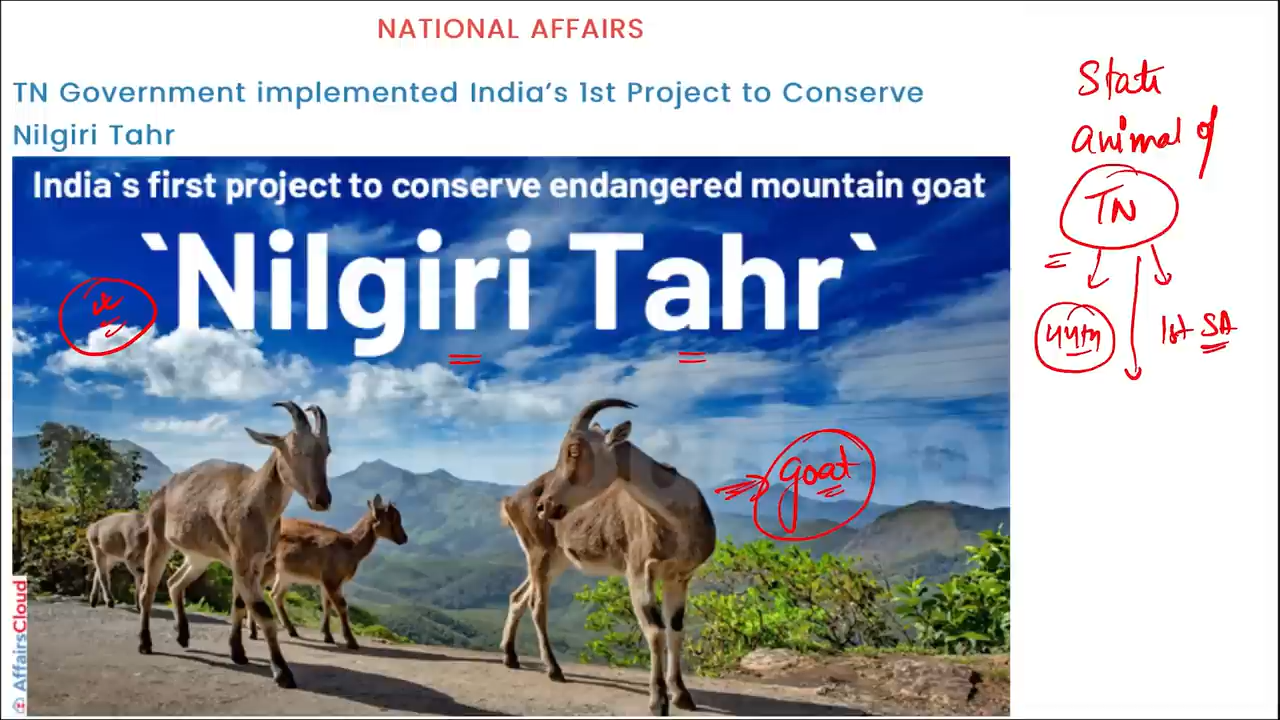 NATIONAL AFFAIRS
TN Government implemented India’s 1st Project to Conserve
Nilgiri Tahr
India`s first project to conserve endangered mountain goat
`Nilgiri Tahr`
goat
AffairsCloud
State
animal of
TN
1st SA